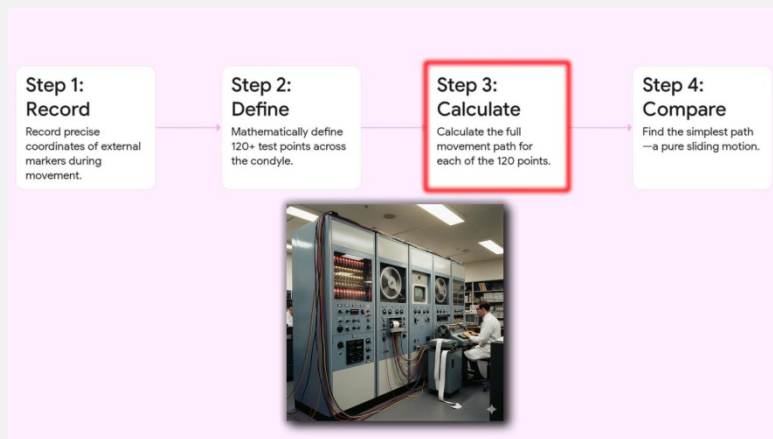 Step 1:
Record
Record precise
coordinates of external
markers during
movement.
Step 2:
Define
Mathematically define
120+ test points across
the condyle.
Step 3:
Calculate
Calculate the full
movement path for
each of the 120 points.
Step 4:
Compare
Find the simplest path
—a pure sliding motion.